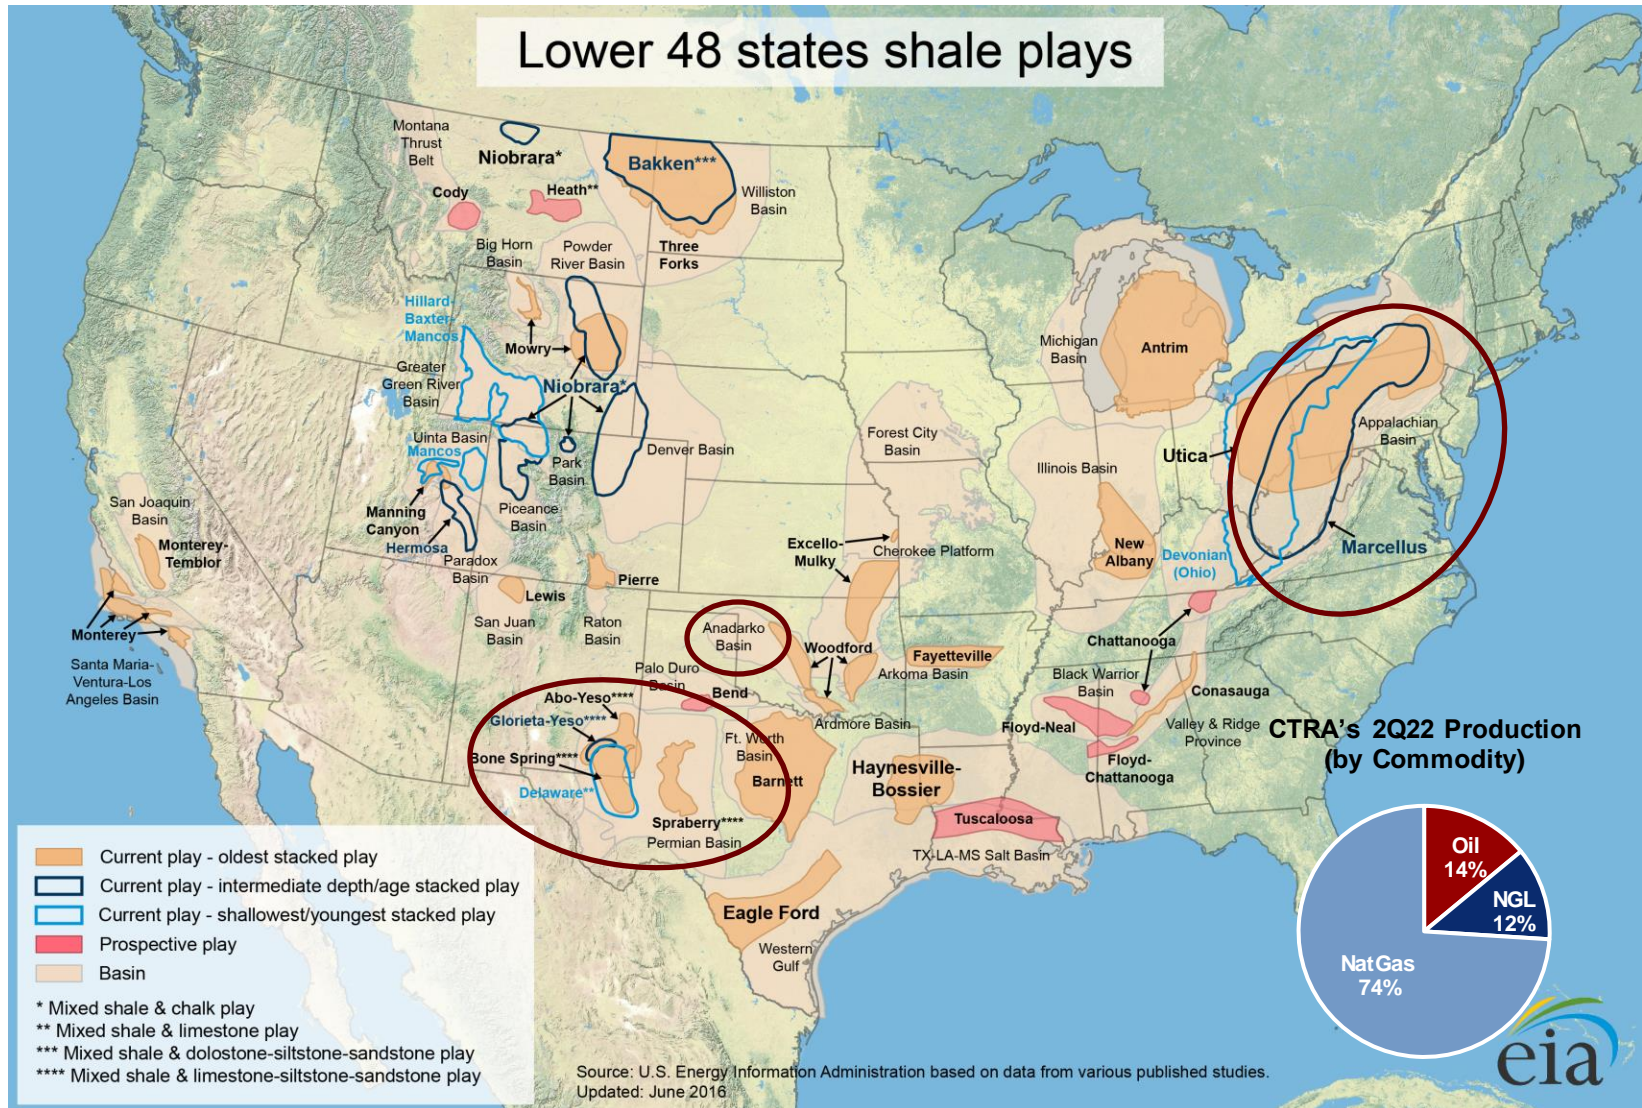 Lower 48 states shale plays
Montana
Thrust
Belt
Niobrara*
Bakken***
Cody
Heath**
Williston
Basin
Big Horn
Basin
Powder
River Basin
Three
Forks
Hillard-
Baxter-
Mancos
Mowry
Greater
Green River
Basin
Niobrara*
Michigan
Basin
Antrim
Uinta Basin
Mancos
Park
Basin
Denver Basin
Forest City
Basin
Illinois Basin
Utica
Appalachian
Basin
San Joaquin
Basin
Manning
Canyon
Piceance
Basin
Hermosa
Paradox
Basin
Monterey-
Temblor
Excello-
Mulky
Cherokee Platform
New
Albany
Devonian
(Ohio)
Marcellus
Lewis
Pierre
San Juan
Basin
Raton
Basin
Monterey
Santa Maria-
Ventura-Los
Angeles Basin
Anadarko
Basin
Woodford
Fayetteville
Arkoma Basin
Chattanooga
Palo Duro
Basin
Bend
Black Warrior
Basin
Conasauga
Abo-Yeso****
Glorieta-Yeso****
Ardmore Basin
Floyd-Neal
Valley & Ridge
Province
Bone Spring****
Delaware**
Ft. Worth
Basin
Barnett
Haynesville-
Bossier
Floyd-
Chattanooga
Spraberry****
Permian Basin
Tuscaloosa
TX-LA-MS Salt Basin
Eagle Ford
Western
Gulf
CTRA's 2Q22 Production
(by Commodity)
Oil
14%
NGL
12%
NatGas
74%
Current play - oldest stacked play
Current play - intermediate depth/age stacked play
Current play - shallowest/youngest stacked play
Prospective play
Basin
* Mixed shale & chalk play
** Mixed shale & limestone play
*** Mixed shale & dolostone-siltstone-sandstone play
**** Mixed shale & limestone-siltstone-sandstone play
Source: U.S. Energy Information Administration based on data from various published studies.
Updated: June 2016
eia